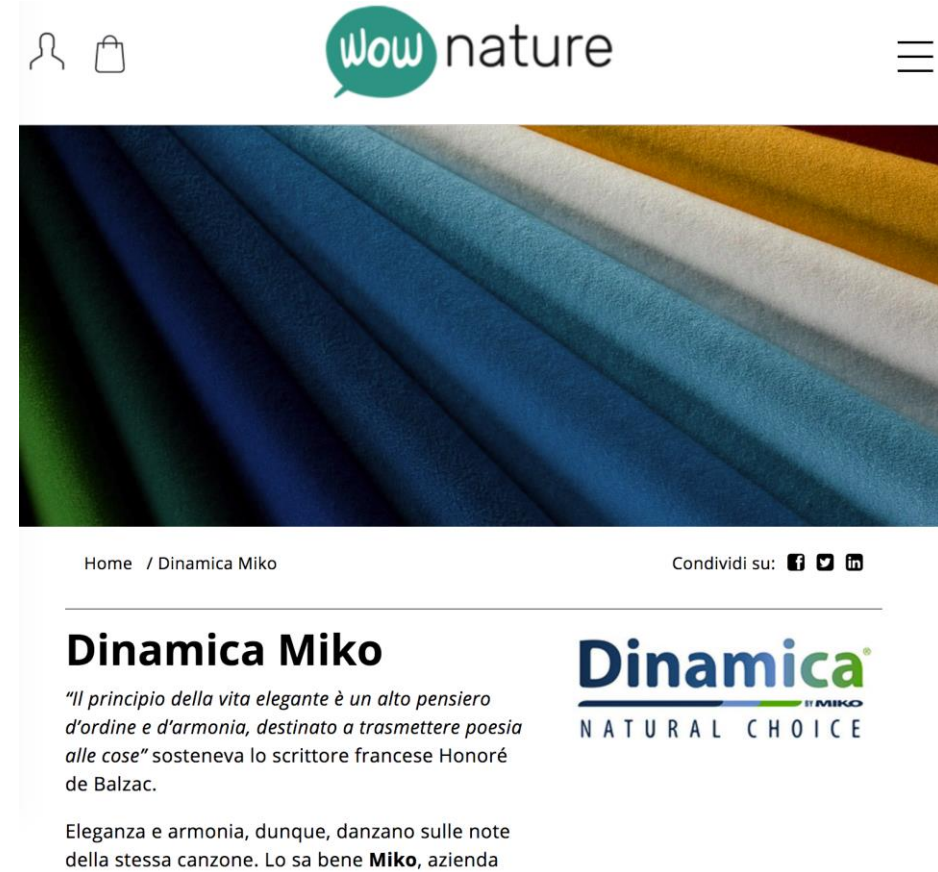 wow nature
Home / Dinamica Miko
Condividi su:
Dinamica Miko
“Il principio della vita elegante è un alto pensiero
d’ordine e d’armonia, destinato a trasmettere poesia
alle cose” sosteneva lo scrittore francese Honoré
de Balzac.
Eleganza e armonia, dunque, danzano sulle note
della stessa canzone. Lo sa bene Miko, azienda
Dinamica®
BY MIKO
NATURAL CHOICE